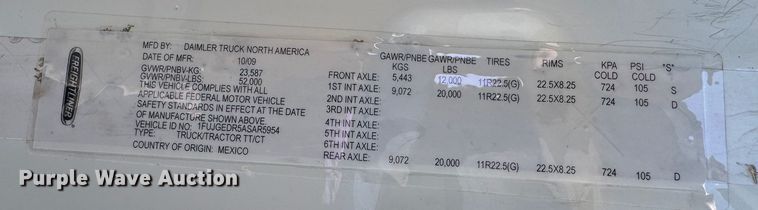 FREIGHTLINER
MFD BY: DAIMLER TRUCK NORTH AMERICA
DATE OF MFR: 10/09
GVWR/PNBV-KG: 23,587
GVWR/PNBV-LBS: 52,000
THIS VEHICLE COMPLIES WITH ALL
APPLICABLE FEDERAL MOTOR VEHICLE
SAFETY STANDARDS IN EFFECT AT THE DATE
OF MANUFACTURE SHOWN ABOVE.
VEHICLE ID NO: 1FUJGEDR5ASAR5954
TYPE: TRUCK/TRACTOR TT/CT
COUNTRY OF ORIGIN: MEXICO
GAWR/PNBE KGS GAWR/PNBE LBS TIRES RIMS KPA COLD PSI COLD "S"
FRONT AXLE: 5,443 12,000 11R22.5(G) 22.5X8.25 724 105 S
1ST INT AXLE: 9,072 20,000 11R22.5(G) 22.5X8.25 724 105 D
2ND INT AXLE:
3RD INT AXLE:
4TH INT AXLE:
5TH INT AXLE:
6TH INT AXLE:
REAR AXLE: 9,072 20,000 11R22.5(G) 22.5X8.25 724 105 D
Purple Wave Auction